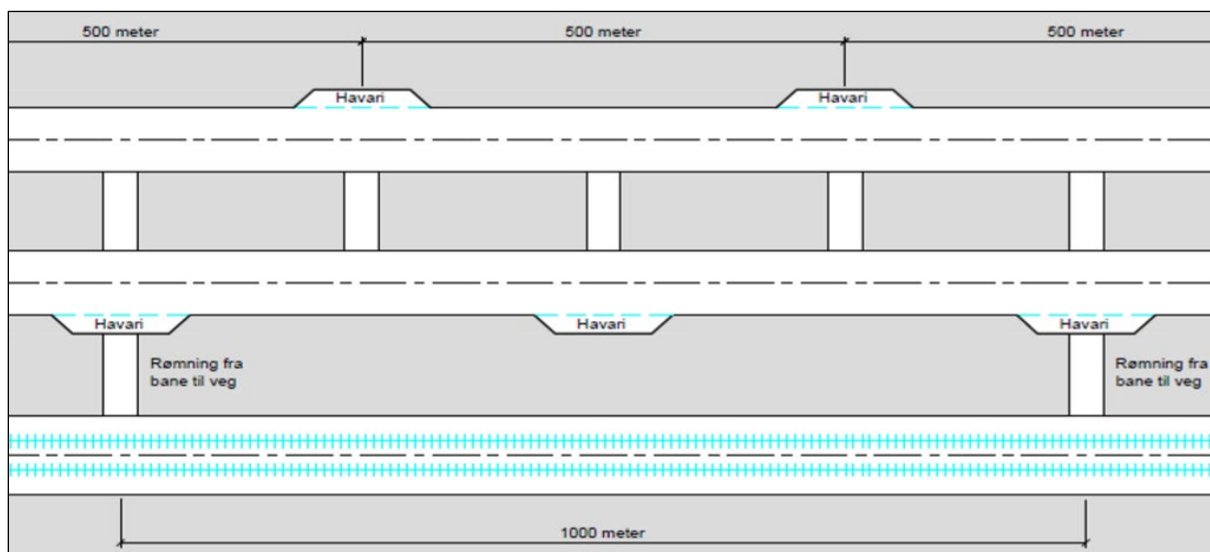 500 meter
500 meter
500 meter
Havari
Havari
Havari
Havari
Havari
Rømning fra
bane til veg
Rømning fra
bane til veg
1000 meter